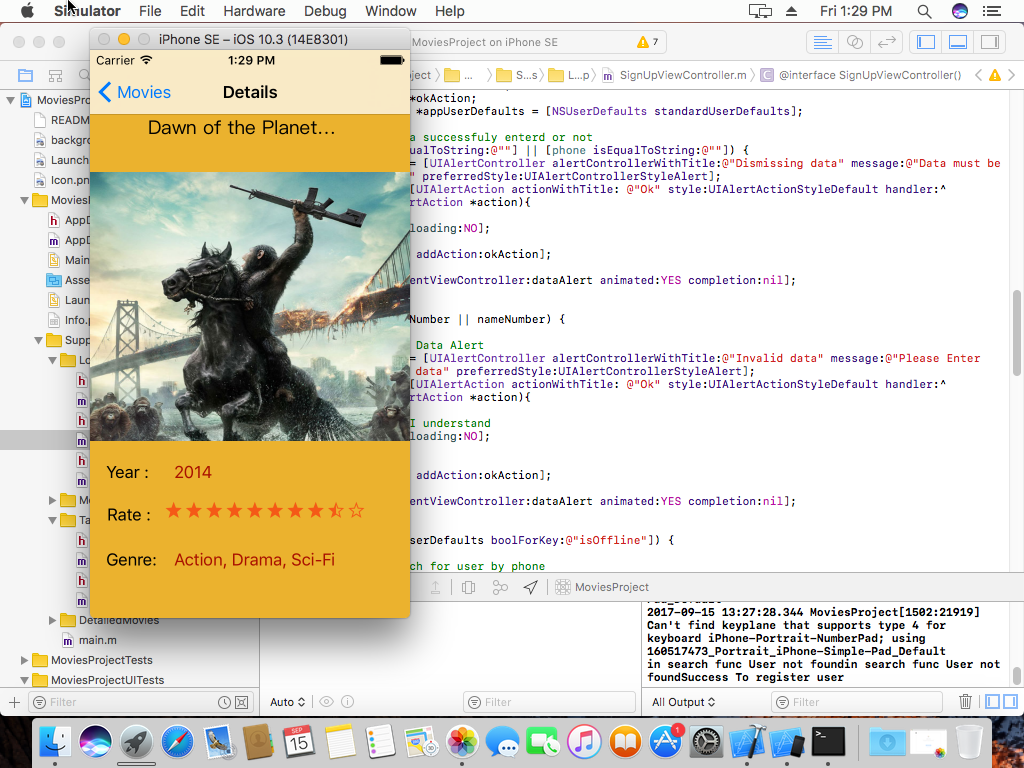 Simulator File Edit Hardware Debug Window Help Fri 1:29 PM
iPhone SE – iOS 10.3 (14E8301)
MoviesProject on iPhone SE 7
Carrier 1:29 PM
Movies Details
Dawn of the Planet...
Year : 2014
Rate :
Genre: Action, Drama, Sci-Fi
ject ... S...s L...p SignUpViewController.m @interface SignUpViewController()
MoviesPro
READM
backgro
Launch
Icon.pn
Movies
h AppD
m AppD
Main
Asse
Laun
Info.p
Supp
Lo
h
m
h
m
h
m
Mo
Ta
h
m
h
m
DetailedMovies
m main.m
MoviesProjectTests
MoviesProjectUITests
Filter
*okAction;
*appUserDefaults = [NSUserDefaults standardUserDefaults];
a successfuly enterd or not
ualToString:@""] || [phone isEqualToString:@""]) {
= [UIAlertController alertControllerWithTitle:@"Dismissing data" message:@"Data must be
" preferredStyle:UIAlertControllerStyleAlert];
[UIAlertAction actionWithTitle: @"Ok" style:UIAlertActionStyleDefault handler:^
ertAction *action){
loading:NO];
addAction:okAction];
entViewController:dataAlert animated:YES completion:nil];
Number || nameNumber) {
Data Alert
= [UIAlertController alertControllerWithTitle:@"Invalid data" message:@"Please Enter
data" preferredStyle:UIAlertControllerStyleAlert];
[UIAlertAction actionWithTitle: @"Ok" style:UIAlertActionStyleDefault handler:^
ertAction *action){
I understand
loading:NO];
addAction:okAction];
entViewController:dataAlert animated:YES completion:nil];
serDefaults boolForKey:@"isOffline"]) {
ch for user by phone
MoviesProject
2017-09-15 13:27:28.344 MoviesProject[1502:21919]
Can't find keyplane that supports type 4 for
keyboard iPhone-Portrait-NumberPad; using
160517473_Portrait_iPhone-Simple-Pad_Default
in search func User not foundin search func User not
foundSuccess To register user
Auto Filter All Output Filter
SEP
15
1